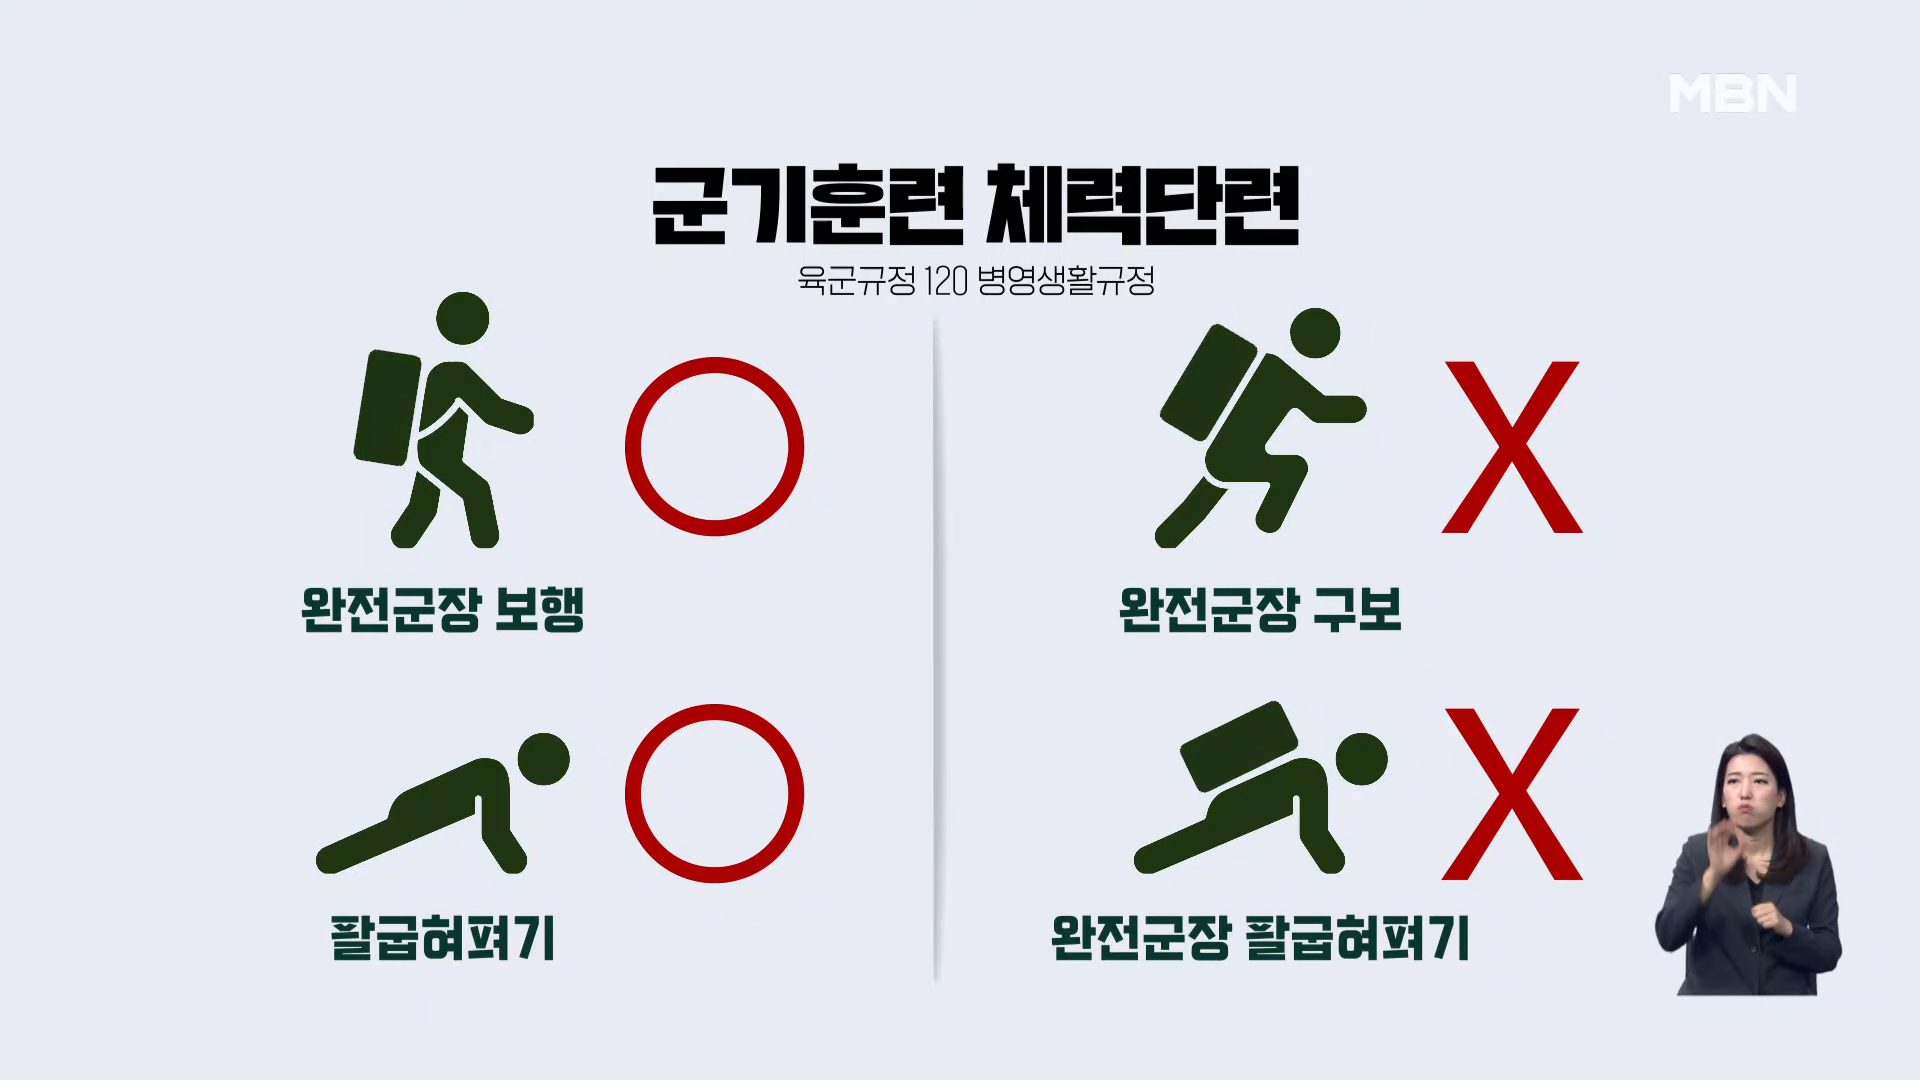 MBN
군기훈련 체력단련
육군규정 120 병영생활규정
완전군장 보행
완전군장 구보
팔굽혀펴기
완전군장 팔굽혀펴기